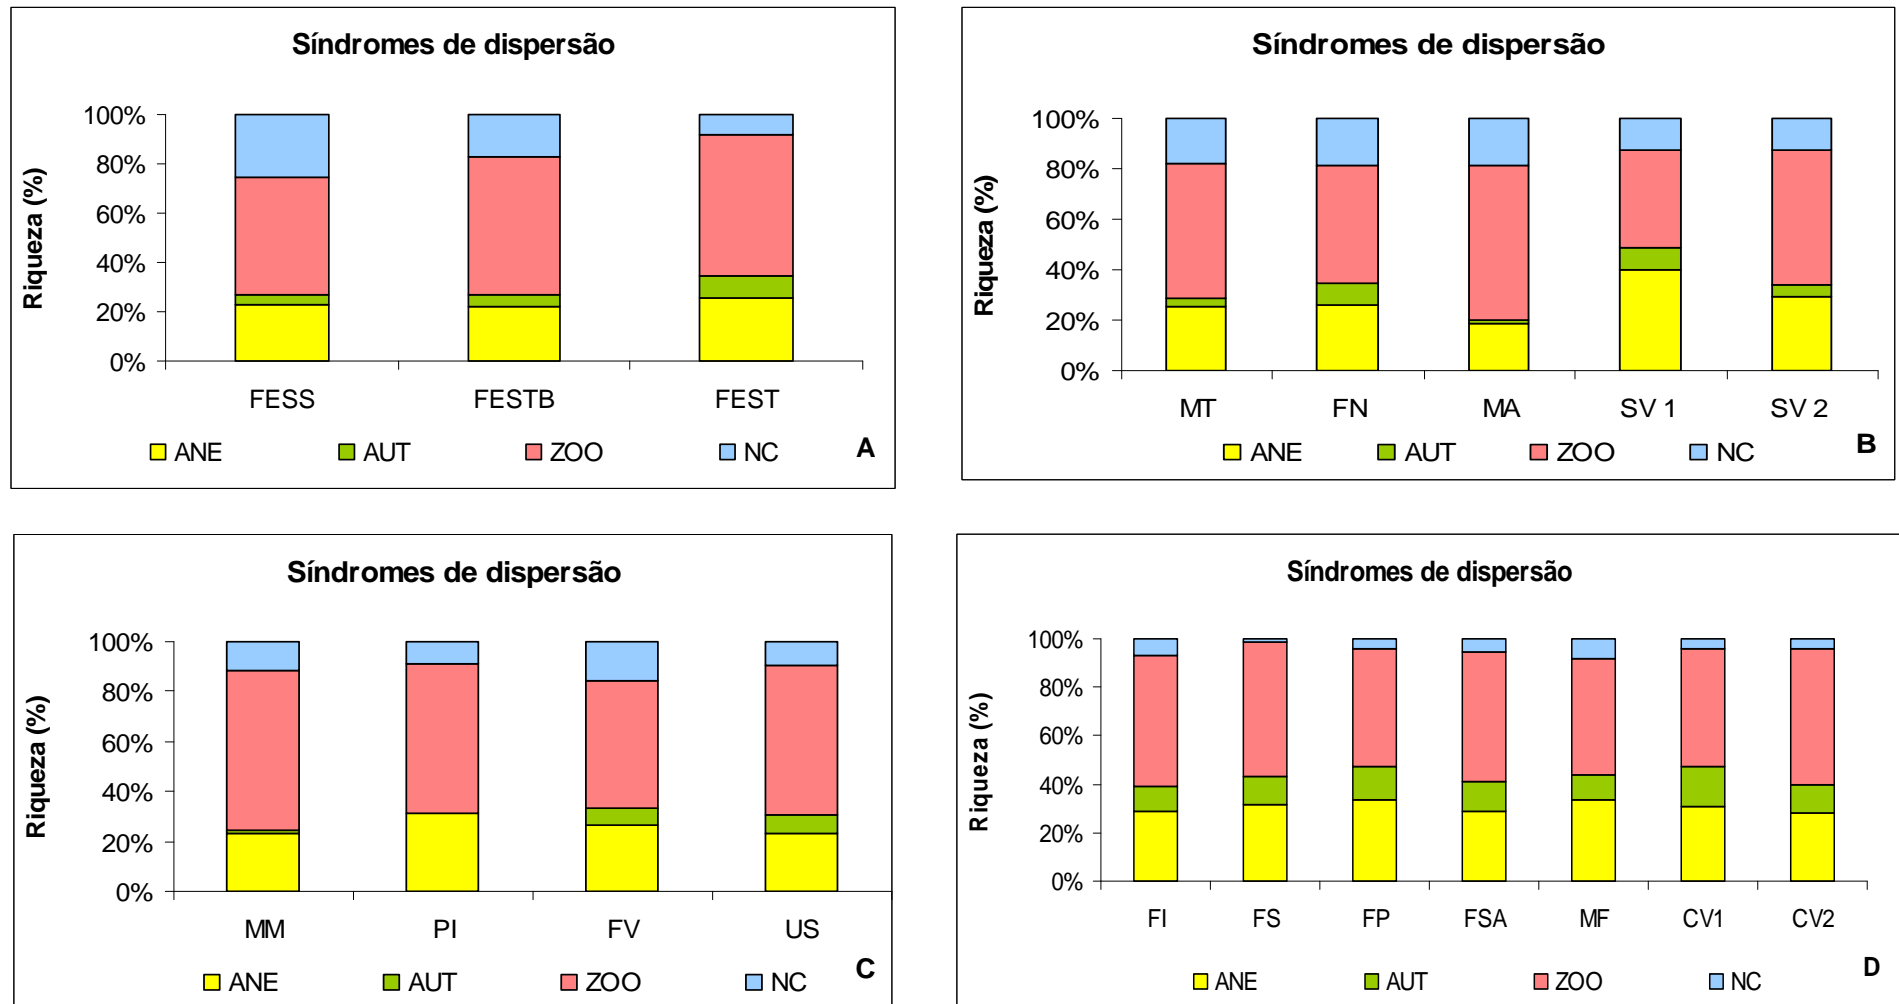 Síndromes de dispersão
Riqueza (%)
100%
80%
60%
40%
20%
0%
FESS FESTB FEST
ANE AUT ZOO NC
A
Síndromes de dispersão
Riqueza (%)
100%
80%
60%
40%
20%
0%
MT FN MA SV 1 SV 2
ANE AUT ZOO NC
B
Síndromes de dispersão
Riqueza (%)
100%
80%
60%
40%
20%
0%
MM PI FV US
ANE AUT ZOO NC
C
Síndromes de dispersão
Riqueza (%)
100%
80%
60%
40%
20%
0%
FI FS FP FSA MF CV1 CV2
ANE AUT ZOO NC
D